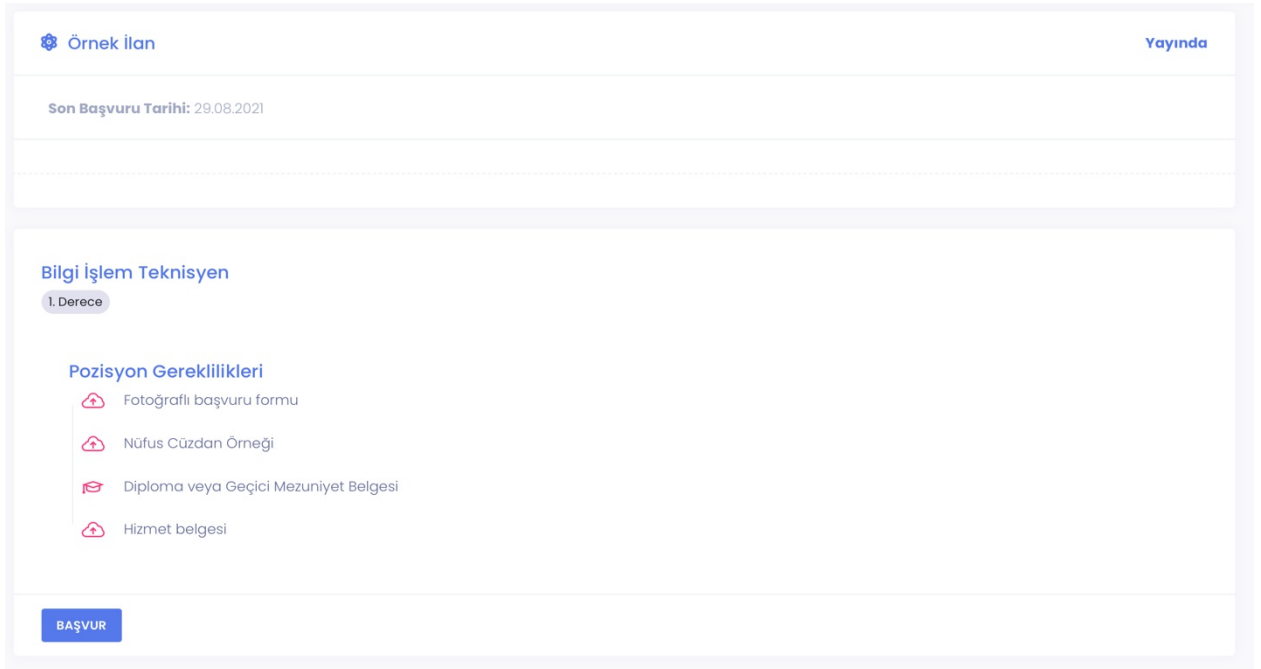 Örnek İlan
Yayında
Son Başvuru Tarihi: 29.08.2021
Bilgi İşlem Teknisyen
1. Derece
Pozisyon Gereklilikleri
Fotoğraflı başvuru formu
Nüfus Cüzdan Örneği
Diploma veya Geçici Mezuniyet Belgesi
Hizmet belgesi
BAŞVUR